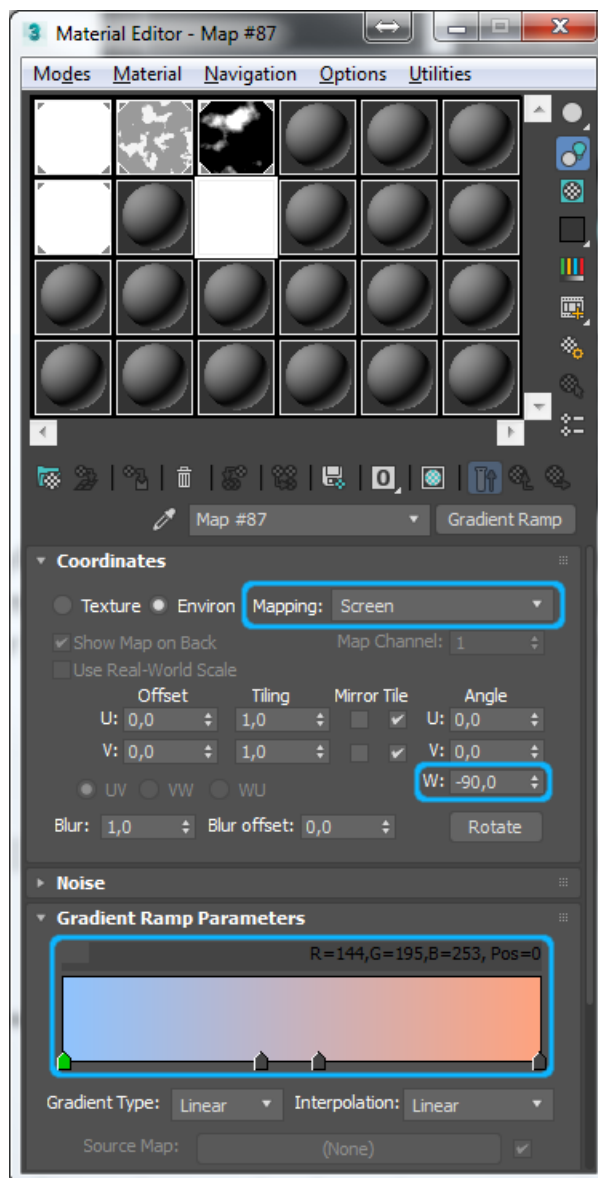 3 Material Editor - Map #87
Modes Material Navigation Options Utilities
0
Map #87 Gradient Ramp
Coordinates
Texture Environ Mapping: Screen
Show Map on Back Map Channel: 1
Use Real-World Scale
Offset Tiling Mirror Tile Angle
U: 0,0 1,0 U: 0,0
V: 0,0 1,0 V: 0,0
UV VW WU W: -90,0
Blur: 1,0 Blur offset: 0,0 Rotate
Noise
Gradient Ramp Parameters
R=144,G=195,B=253, Pos=0
Gradient Type: Linear Interpolation: Linear
Source Map: (None)